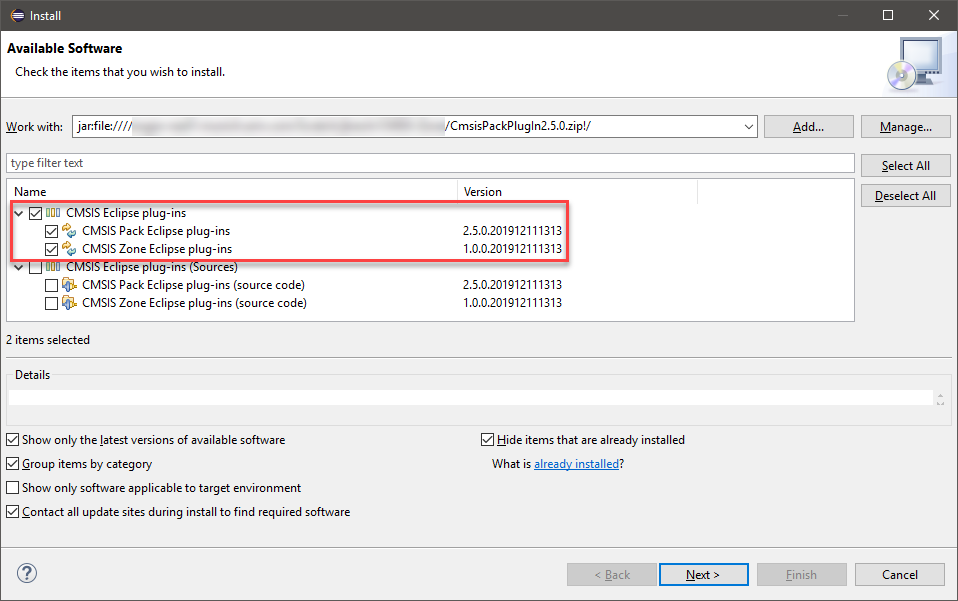 Install
Available Software
Check the items that you wish to install.
Work with: jar:file://// /CmsisPackPlugIn2.5.0.zip!/ Add... Manage...
type filter text Select All
Name Version Deselect All
CMSIS Eclipse plug-ins
CMSIS Pack Eclipse plug-ins 2.5.0.201912111313
CMSIS Zone Eclipse plug-ins 1.0.0.201912111313
CMSIS Eclipse plug-ins (Sources)
CMSIS Pack Eclipse plug-ins (source code) 2.5.0.201912111313
CMSIS Zone Eclipse plug-ins (source code) 1.0.0.201912111313
2 items selected
Details
Show only the latest versions of available software Hide items that are already installed
Group items by category What is already installed?
Show only software applicable to target environment
Contact all update sites during install to find required software
? < Back Next > Finish Cancel